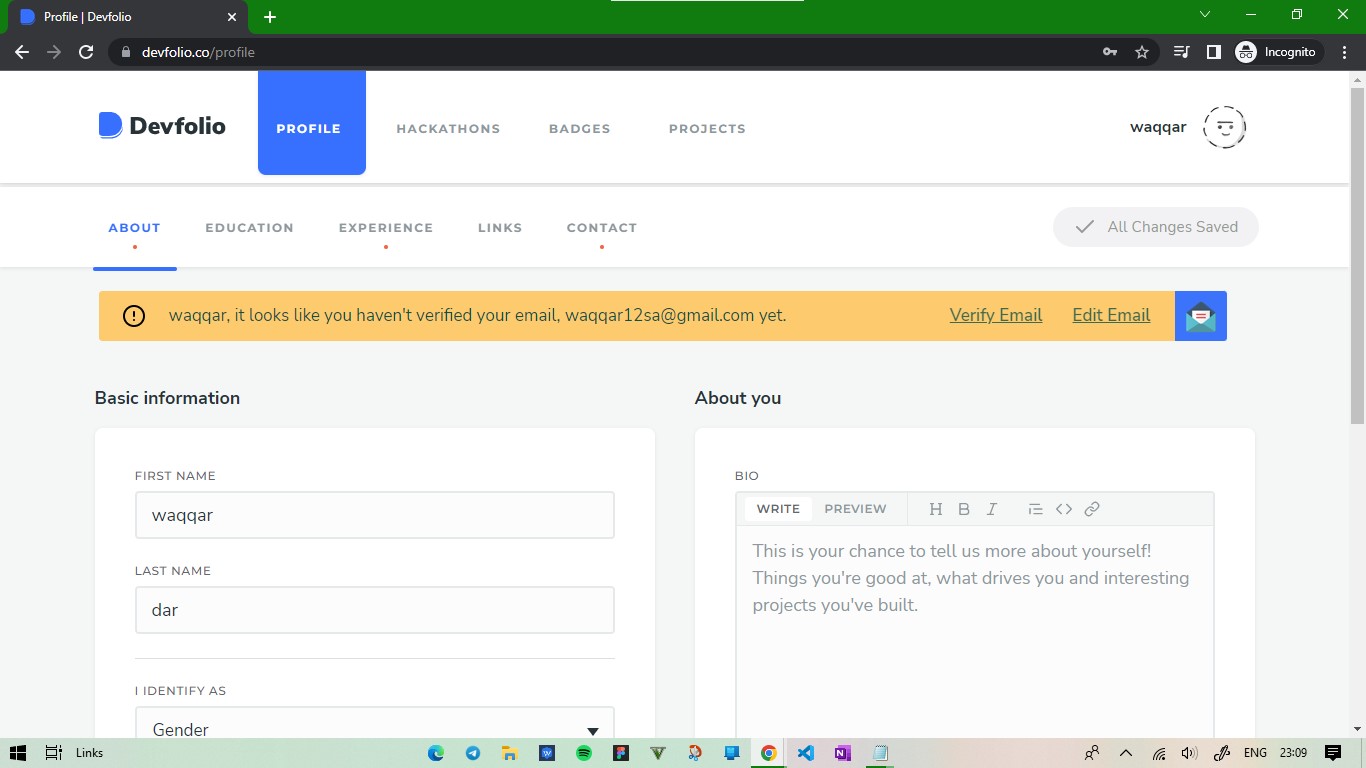 Profile | Devfolio
devfolio.co/profile
Incognito
Devfolio
PROFILE
HACKATHONS
BADGES
PROJECTS
waqqar
ABOUT
EDUCATION
EXPERIENCE
LINKS
CONTACT
All Changes Saved
waqqar, it looks like you haven't verified your email, waqqar12sa@gmail.com yet.
Verify Email
Edit Email
Basic information
About you
FIRST NAME
waqqar
LAST NAME
dar
I IDENTIFY AS
Gender
BIO
WRITE
PREVIEW
H B I
This is your chance to tell us more about yourself!
Things you're good at, what drives you and interesting
projects you've built.
Links
ENG
23:09